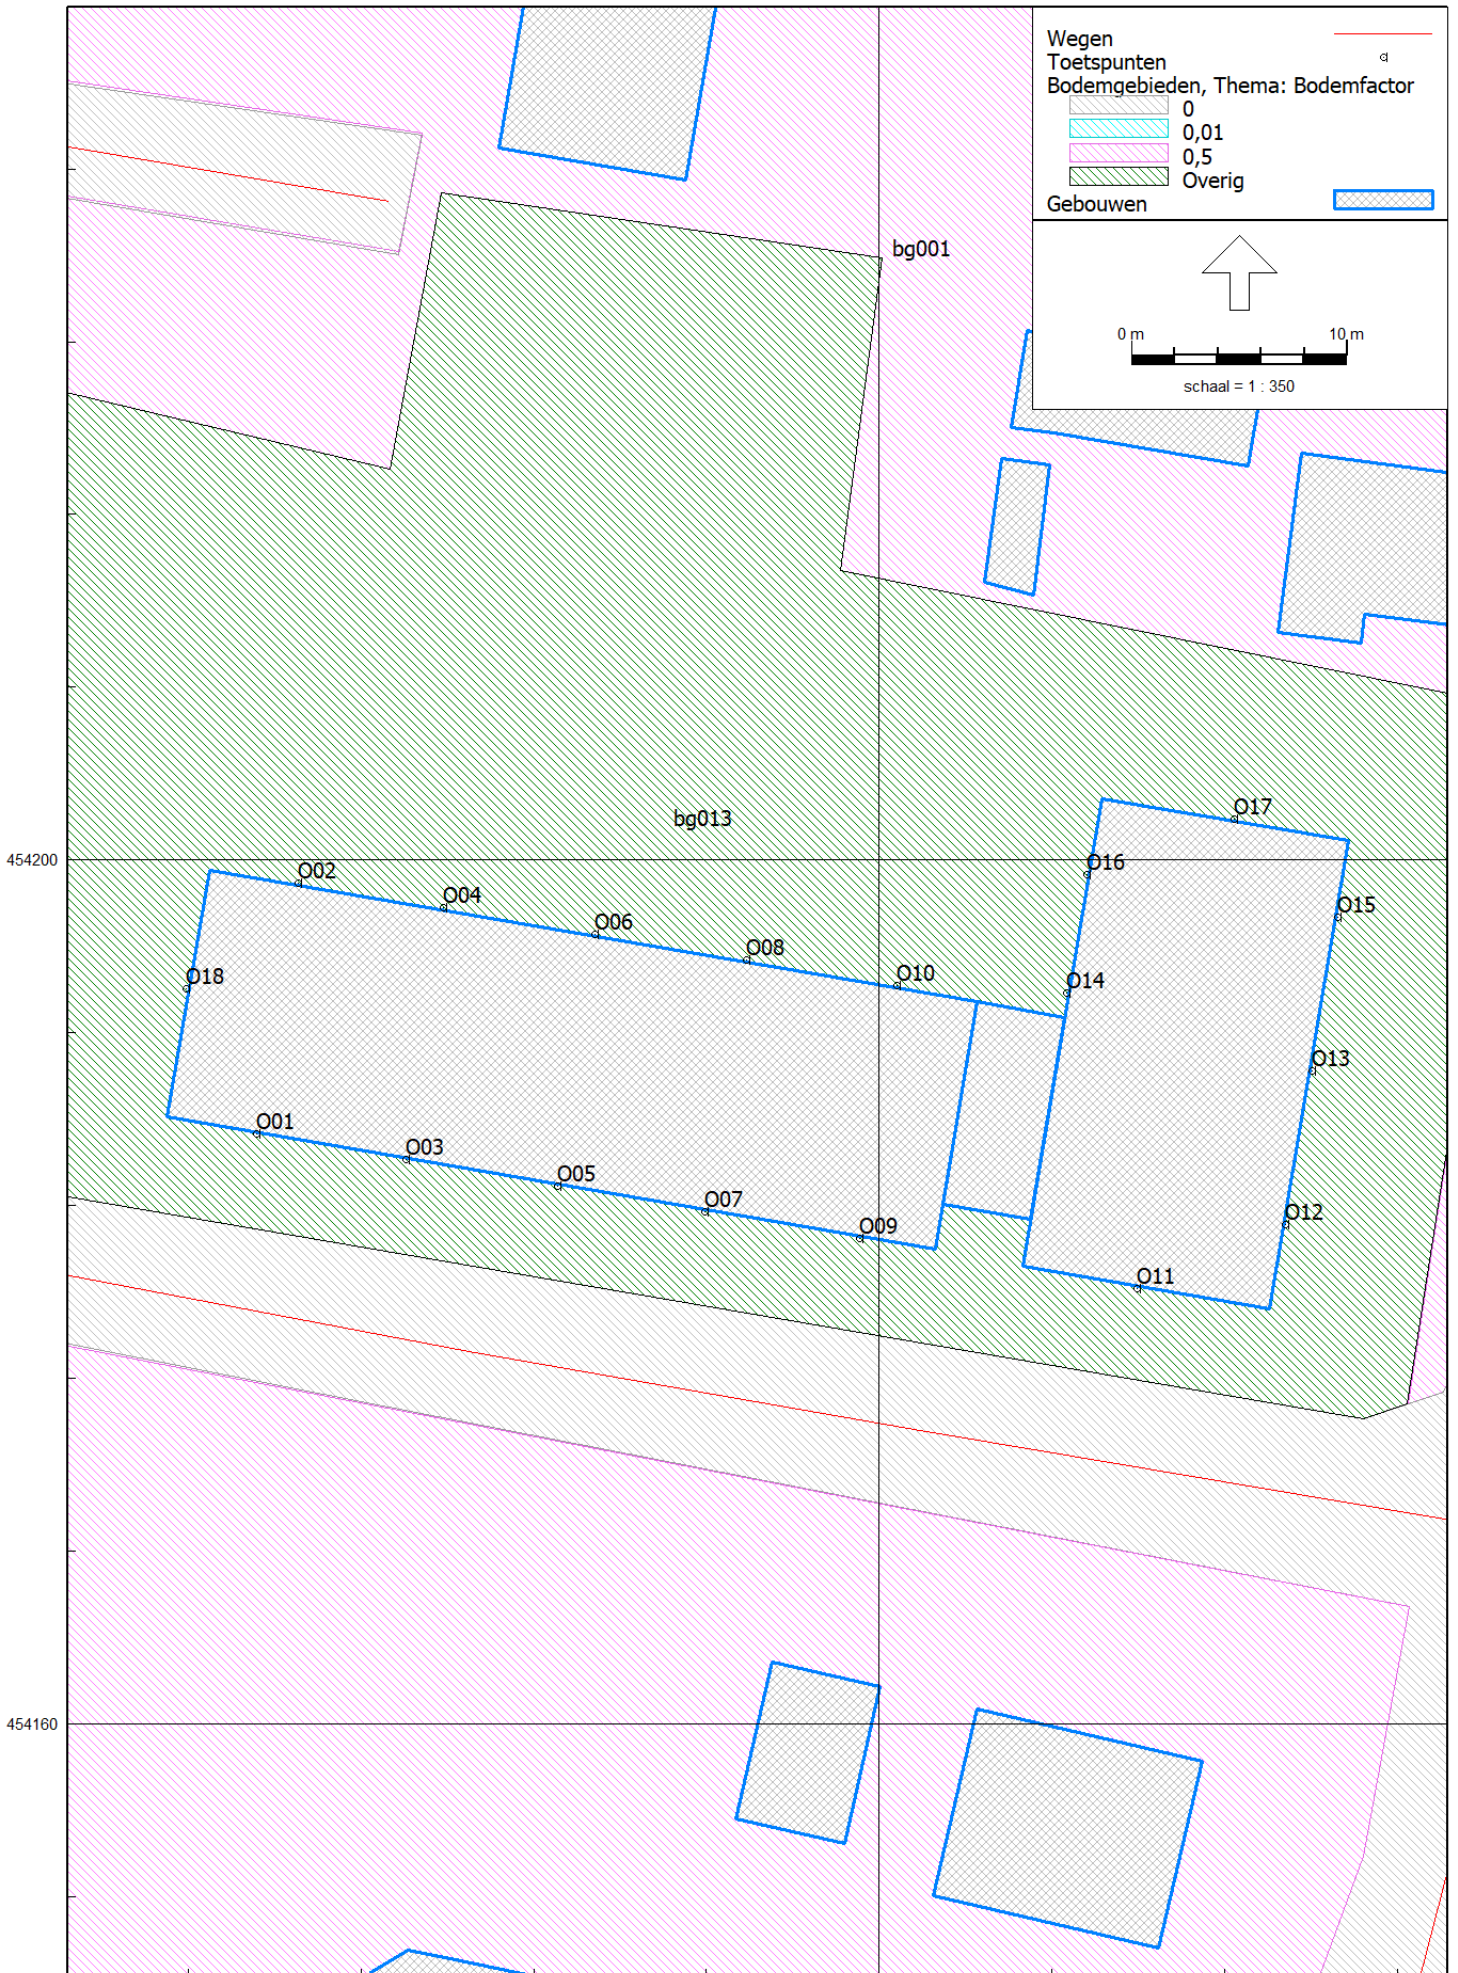 Wegen
Toetspunten
Bodemgebieden, Thema: Bodemfactor
0
0,01
0,5
Overig
Gebouwen
bg001
0 m 10 m
schaal = 1 : 350
bg013
O17
454200
O16
O02
O04
O15
O06
O08
O10
O18
O14
O13
O01
O03
O05
O07
O12
O09
O11
454160